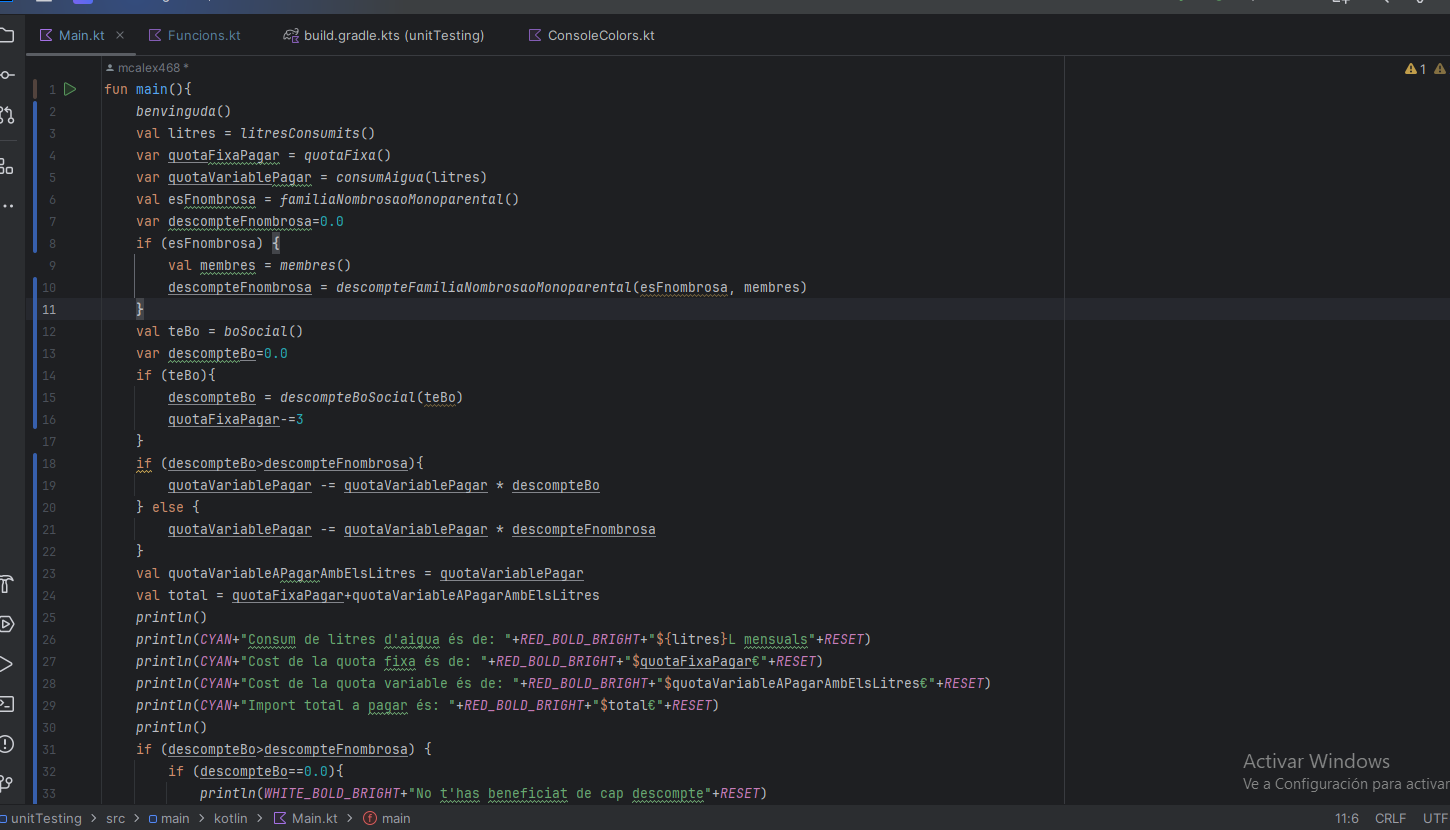 Main.kt ×
Funcions.kt
build.gradle.kts (unitTesting)
ConsoleColors.kt
mcalex468 *
1
1 fun main(){
2 benvinguda()
3 val litres = litresConsumits()
4 var quotaFixaPagar = quotaFixa()
5 var quotaVariablePagar = consumAigua(litres)
6 val esFnombrosa = familiaNombrosaoMonoparental()
7 var descompteFnombrosa=0.0
8 if (esFnombrosa) {
9 val membres = membres()
10 descompteFnombrosa = descompteFamiliaNombrosaoMonoparental(esFnombrosa, membres)
11 }
12 val teBo = boSocial()
13 var descompteBo=0.0
14 if (teBo){
15 descompteBo = descompteBoSocial(teBo)
16 quotaFixaPagar-=3
17 }
18 if (descompteBo>descompteFnombrosa){
19 quotaVariablePagar -= quotaVariablePagar * descompteBo
20 } else {
21 quotaVariablePagar -= quotaVariablePagar * descompteFnombrosa
22 }
23 val quotaVariableAPagarAmbElsLitres = quotaVariablePagar
24 val total = quotaFixaPagar+quotaVariableAPagarAmbElsLitres
25 println()
26 println(CYAN+"Consum de litres d'aigua és de: "+RED_BOLD_BRIGHT+"${litres}L mensuals"+RESET)
27 println(CYAN+"Cost de la quota fixa és de: "+RED_BOLD_BRIGHT+"$quotaFixaPagar€"+RESET)
28 println(CYAN+"Cost de la quota variable és de: "+RED_BOLD_BRIGHT+"$quotaVariableAPagarAmbElsLitres€"+RESET)
29 println(CYAN+"Import total a pagar és: "+RED_BOLD_BRIGHT+"$total€"+RESET)
30 println()
31 if (descompteBo>descompteFnombrosa) {
32 if (descompteBo==0.0){
33 println(WHITE_BOLD_BRIGHT+"No t'has beneficiat de cap descompte"+RESET)
Activar Windows
Ve a Configuración para activar
unitTesting > src > main > kotlin > Main.kt > main
11:6 CRLF UTF